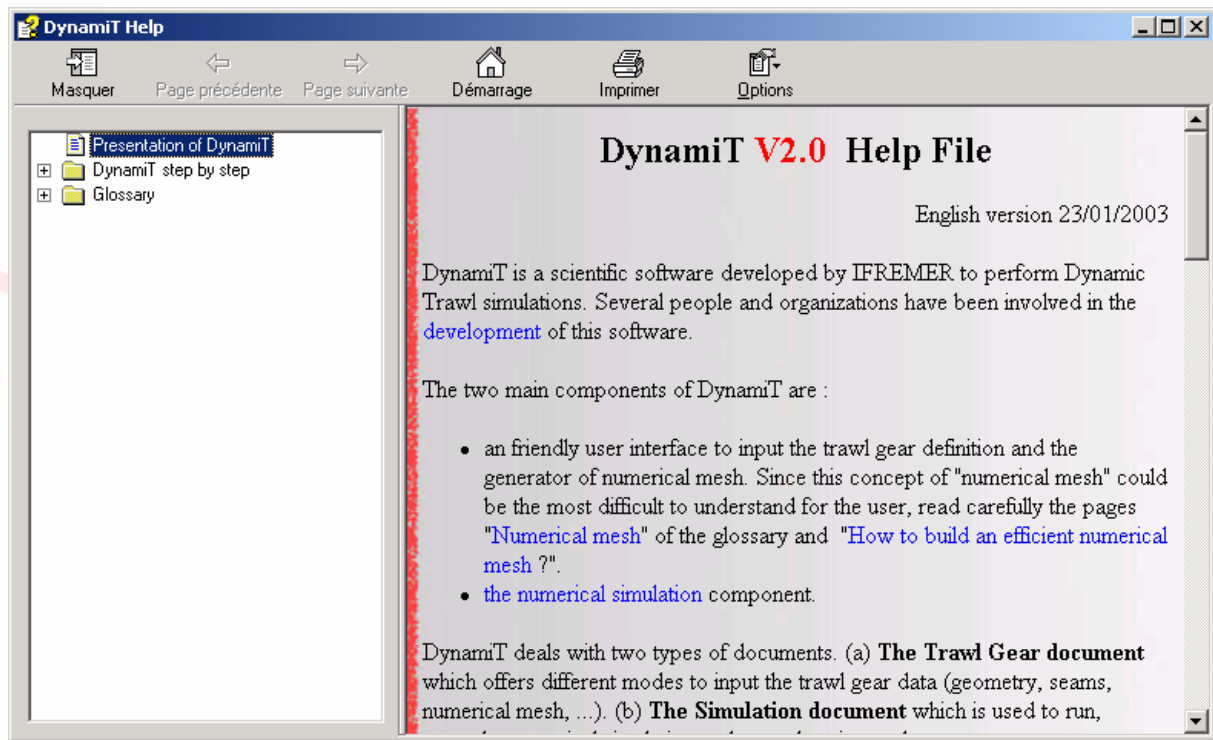 DynamiT Help
Masquer Page précédente Page suivante Démarrage Imprimer Options
Presentation of DynamiT
DynamiT step by step
Glossary
DynamiT V2.0 Help File
English version 23/01/2003
DynamiT is a scientific software developed by IFREMER to perform Dynamic
Trawl simulations. Several people and organizations have been involved in the
development of this software.
The two main components of DynamiT are :
• an friendly user interface to input the trawl gear definition and the
generator of numerical mesh. Since this concept of "numerical mesh" could
be the most difficult to understand for the user, read carefully the pages
"Numerical mesh" of the glossary and "How to build an efficient numerical
mesh ?".
• the numerical simulation component.
DynamiT deals with two types of documents. (a) The Trawl Gear document
which offers different modes to input the trawl gear data (geometry, seams,
numerical mesh, ...). (b) The Simulation document which is used to run,